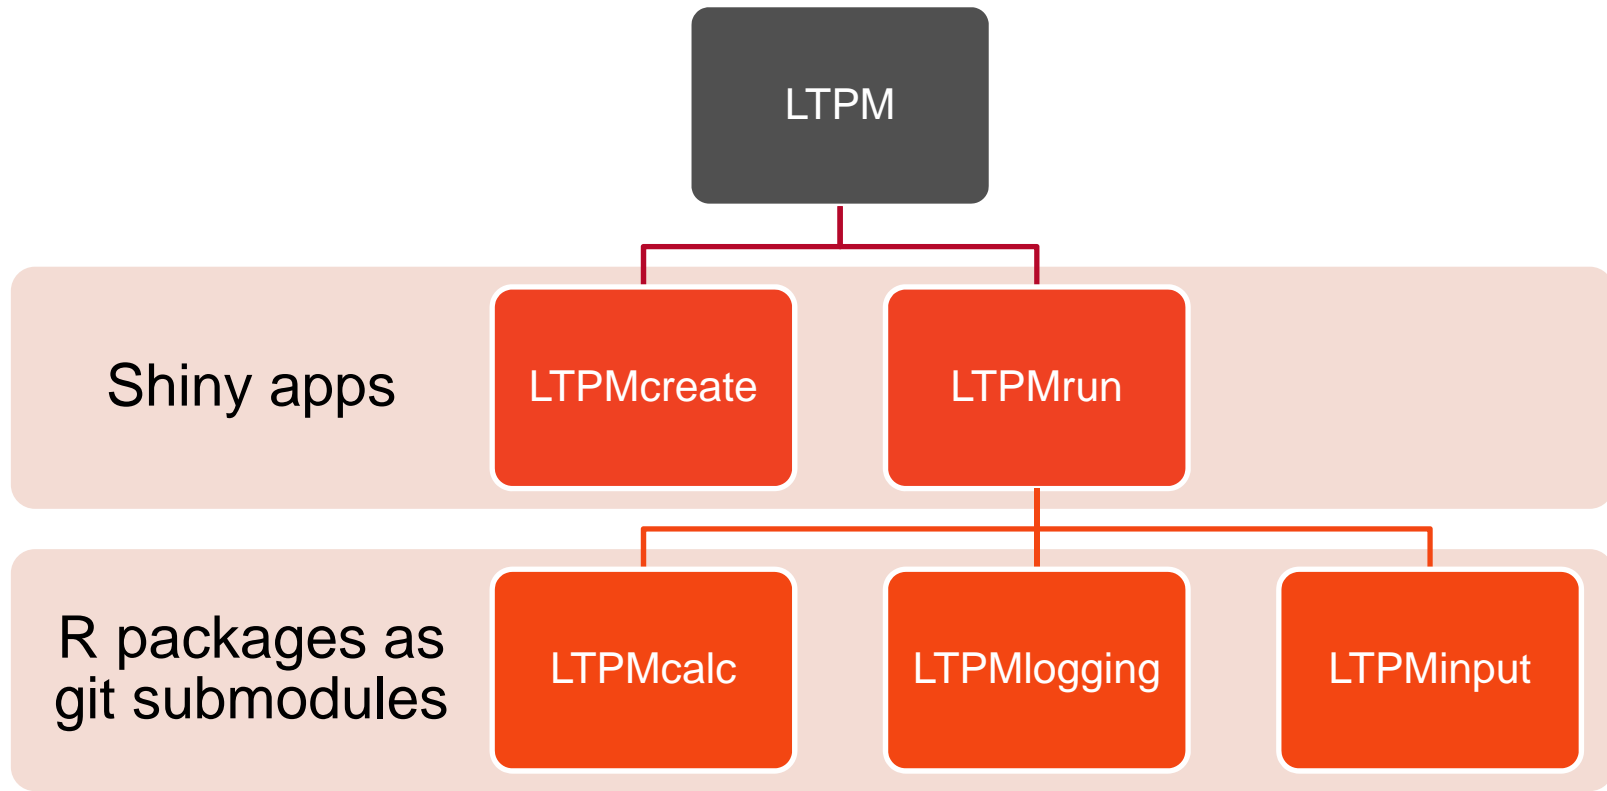 LTPM
Shiny apps
LTPMcreate
LTPMrun
R packages as
git submodules
LTPMcalc
LTPMlogging
LTPMinput